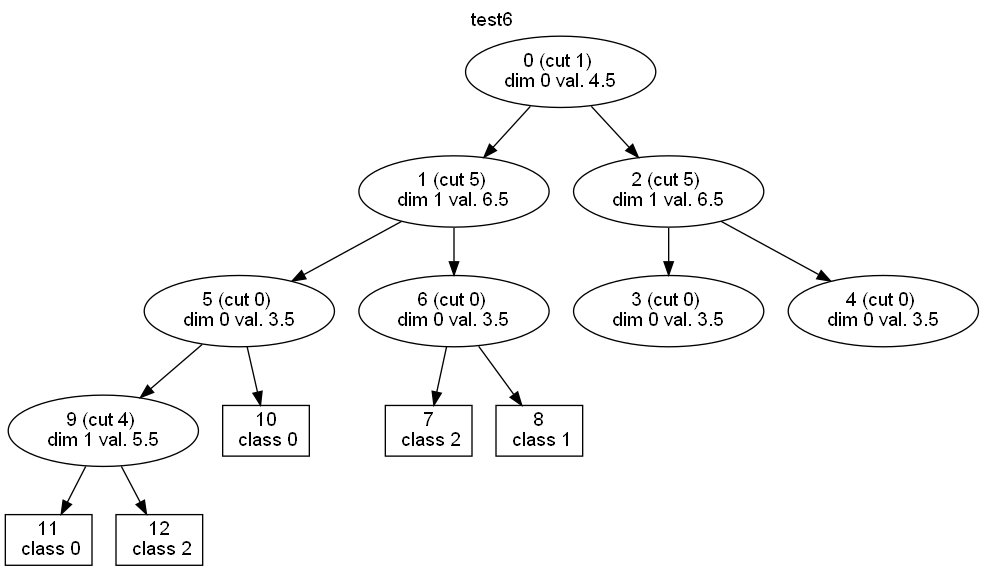 test6
0 (cut 1)
dim 0 val. 4.5
1 (cut 5)
dim 1 val. 6.5
2 (cut 5)
dim 1 val. 6.5
5 (cut 0)
dim 0 val. 3.5
6 (cut 0)
dim 0 val. 3.5
3 (cut 0)
dim 0 val. 3.5
4 (cut 0)
dim 0 val. 3.5
9 (cut 4)
dim 1 val. 5.5
10
class 0
7
class 2
8
class 1
11
class 0
12
class 2